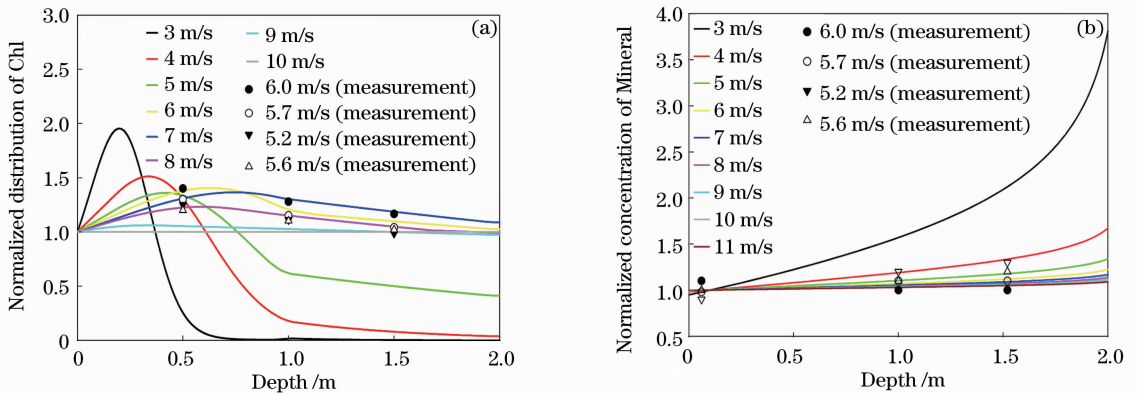 (a)
Normalized distribution of Chl
3.0
2.5
2.0
1.5
1.0
0.5
0
3 m/s
4 m/s
5 m/s
6 m/s
7 m/s
8 m/s
9 m/s
10 m/s
6.0 m/s (measurement)
5.7 m/s (measurement)
5.2 m/s (measurement)
5.6 m/s (measurement)
0
0.5
1.0
1.5
2.0
Depth /m
(b)
Normalized concentration of Mineral
4.0
3.5
3.0
2.5
2.0
1.5
1.0
0.5
3 m/s
4 m/s
5 m/s
6 m/s
7 m/s
8 m/s
9 m/s
10 m/s
11 m/s
6.0 m/s (measurement)
5.7 m/s (measurement)
5.2 m/s (measurement)
5.6 m/s (measurement)
0
0.5
1.0
1.5
2.0
Depth /m